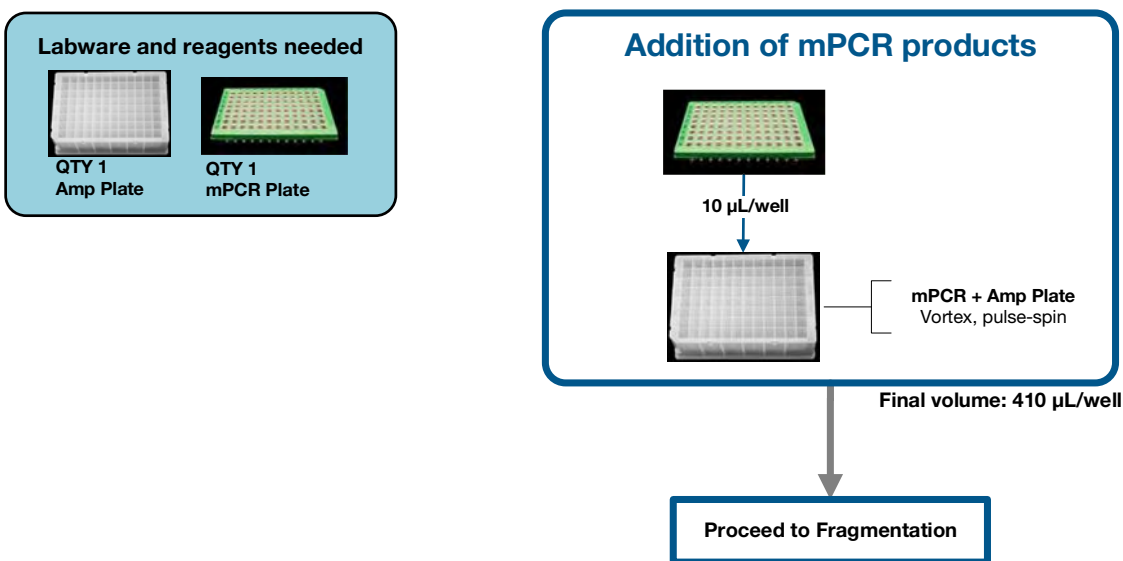 Labware and reagents needed
QTY 1
Amp Plate
QTY 1
mPCR Plate
Addition of mPCR products
10 µL/well
mPCR + Amp Plate
Vortex, pulse-spin
Final volume: 410 µL/well
Proceed to Fragmentation